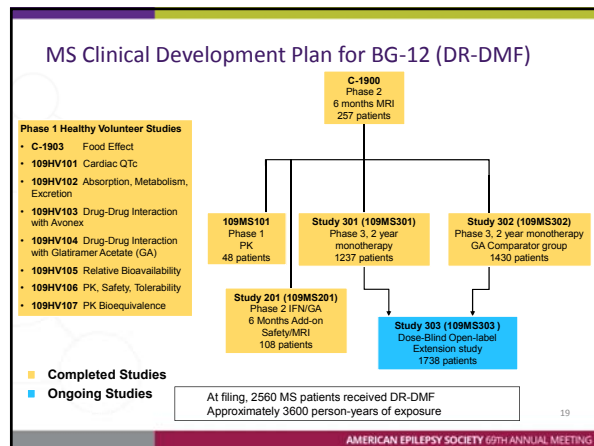 MS Clinical Development Plan for BG-12 (DR-DMF)
C-1900
Phase 2
6 months MRI
257 patients
Phase 1 Healthy Volunteer Studies
• C-1903 Food Effect
• 109HV101 Cardiac QTc
• 109HV102 Absorption, Metabolism,
Excretion
• 109HV103 Drug-Drug Interaction
with Avonex
• 109HV104 Drug-Drug Interaction
with Glatiramer Acetate (GA)
• 109HV105 Relative Bioavailability
• 109HV106 PK, Safety, Tolerability
• 109HV107 PK Bioequivalence
109MS101
Phase 1
PK
48 patients
Study 301 (109MS301)
Phase 3, 2 year
monotherapy
1237 patients
Study 302 (109MS302)
Phase 3, 2 year monotherapy
GA Comparator group
1430 patients
Study 201 (109MS201)
Phase 2 IFN/GA
6 Months Add-on
Safety/MRI
108 patients
Study 303 (109MS303 )
Dose-Blind Open-label
Extension study
1738 patients
Completed Studies
Ongoing Studies
At filing, 2560 MS patients received DR-DMF
Approximately 3600 person-years of exposure
19
AMERICAN EPILEPSY SOCIETY 69TH ANNUAL MEETING